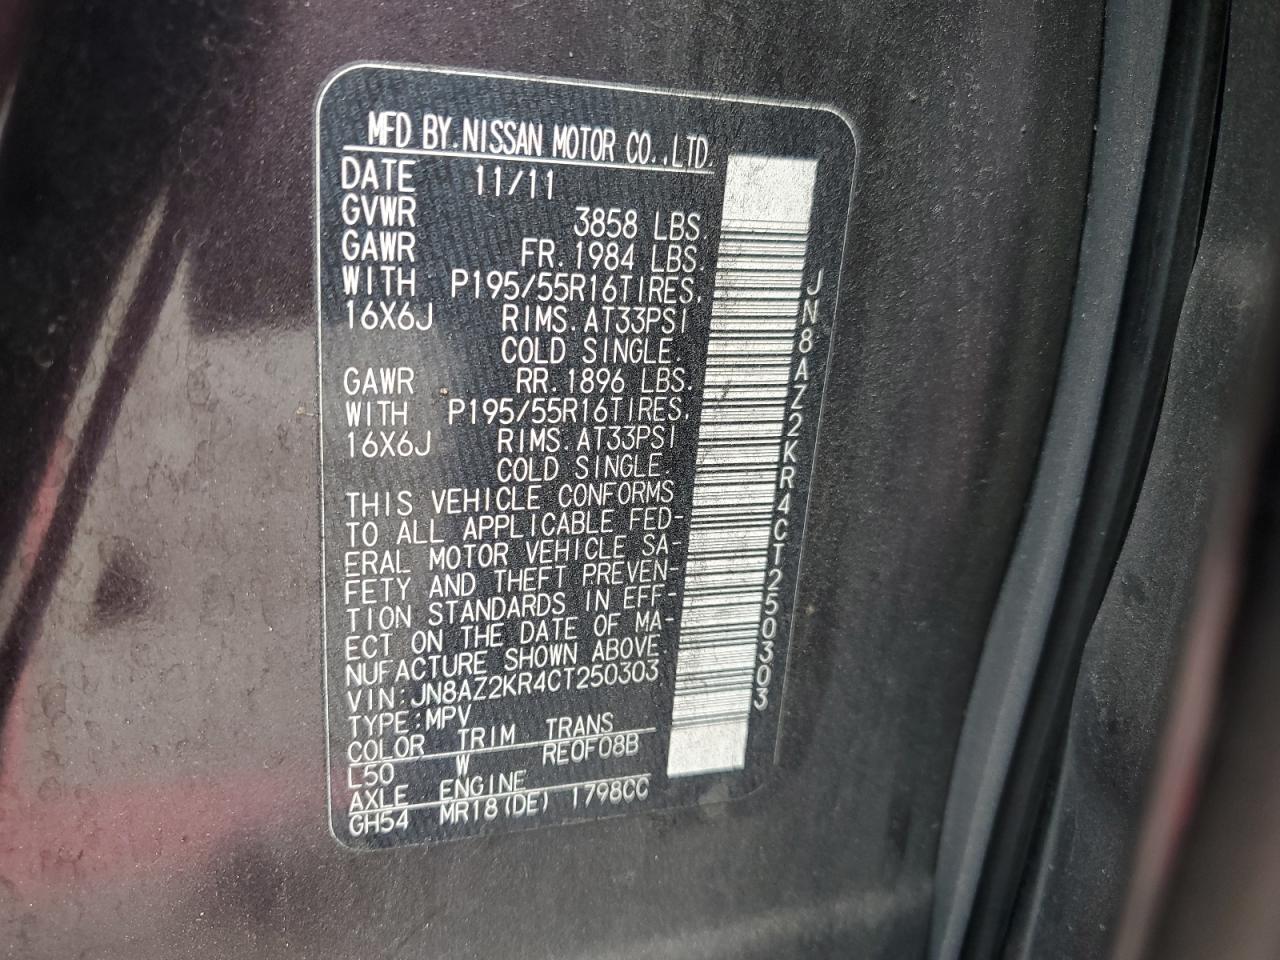 MFD BY.NISSAN MOTOR CO.,LTD.
DATE 11/11
GVWR 3858 LBS
GAWR FR.1984 LBS.
WITH P195/55R16TIRES,
16X6J RIMS.AT33PSI
COLD SINGLE.
GAWR RR.1896 LBS.
WITH P195/55R16TIRES,
16X6J RIMS.AT33PSI
COLD SINGLE.
THIS VEHICLE CONFORMS
TO ALL APPLICABLE FED-
ERAL MOTOR VEHICLE SA-
FETY AND THEFT PREVEN-
TION STANDARDS IN EFF-
ECT ON THE DATE OF MA-
NUFACTURE SHOWN ABOVE.
VIN:JN8AZ2KR4CT250303
TYPE:MPV
COLOR TRIM TRANS
L50 W RE0F08B
AXLE ENGINE
GH54 MR18(DE) 1798CC
JN8AZ2KR4CT250303